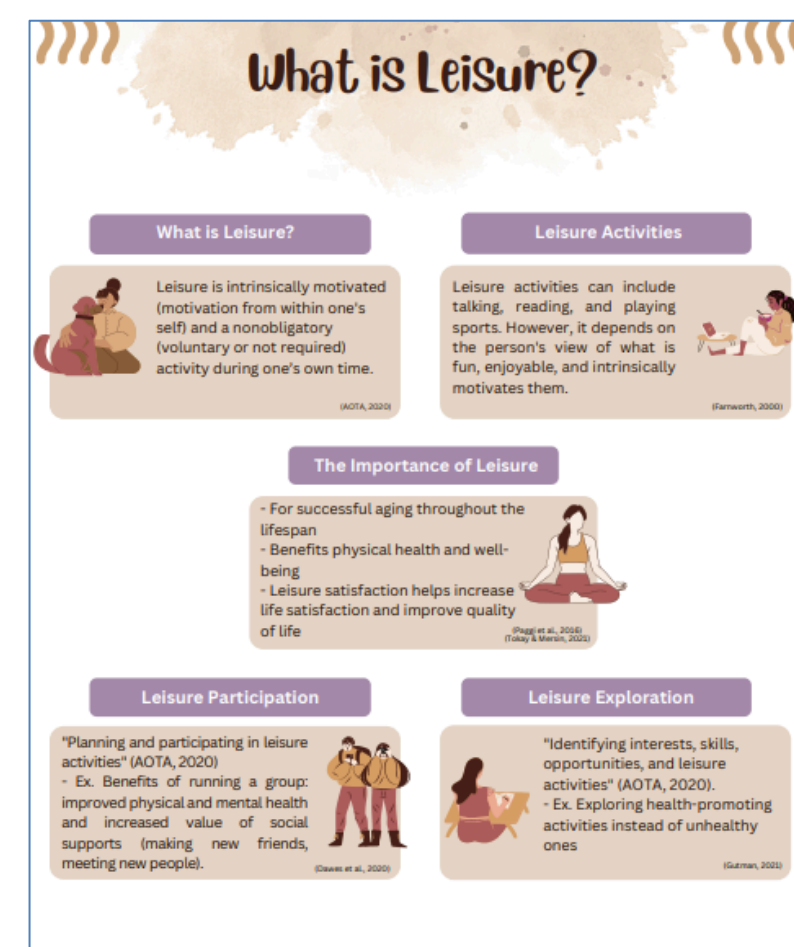 What is Leisure?
What is Leisure?
Leisure is intrinsically motivated
(motivation from within one's
self) and a nonobligatory
(voluntary or not required)
activity during one's own time.
(AOTA, 2020)
Leisure Activities
Leisure activities can include
talking, reading, and playing
sports. However, it depends on
the person's view of what is
fun, enjoyable, and intrinsically
motivates them.
(Farnworth, 2000)
The Importance of Leisure
- For successful aging throughout the
lifespan
- Benefits physical health and well-
being
- Leisure satisfaction helps increase
life satisfaction and improve quality
of life
(Paggi et al., 2016)
(Tokay & Mersin, 2021)
Leisure Participation
"Planning and participating in leisure
activities" (AOTA, 2020)
- Ex. Benefits of running a group:
improved physical and mental health
and increased value of social
supports (making new friends,
meeting new people).
(Dawes et al., 2020)
Leisure Exploration
"Identifying interests, skills,
opportunities, and leisure
activities" (AOTA, 2020).
- Ex. Exploring health-promoting
activities instead of unhealthy
ones
(Gutman, 2021)